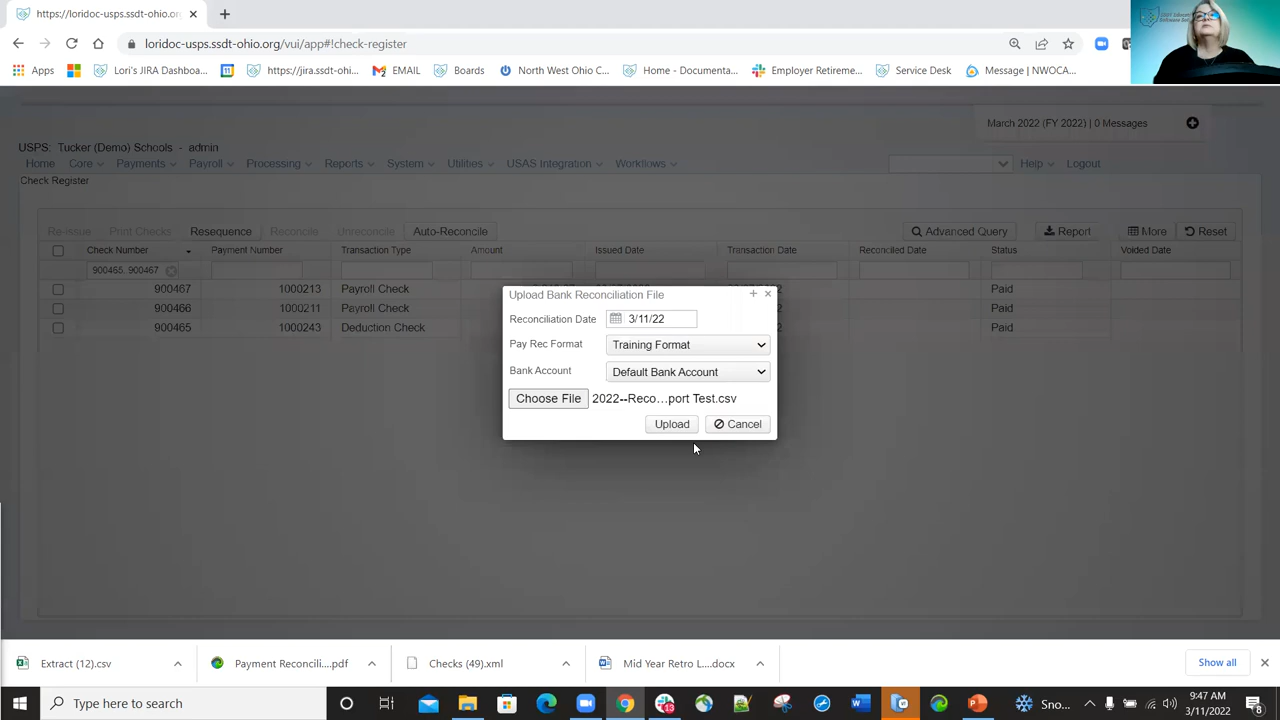 https://loridoc-usps.ssdt-ohio.org/
loridoc-usps.ssdt-ohio.org/vui/app#!check-register
Apps
Lori's JIRA Dashboa...
https://jira.ssdt-ohi...
EMAIL
Boards
North West Ohio C...
Home - Documenta...
Employer Retireme...
Service Desk
Message | NWOCA...
March 2022 (FY 2022) | 0 Messages
USPS: Tucker (Demo) Schools - admin
Home Core Payments Payroll Processing Reports System Utilities USAS Integration Workflows Help Logout
Check Register
Re-issue Print Checks Resequence Reconcile Unreconcile Auto-Reconcile Advanced Query Report More Reset
Check Number Payment Number Transaction Type Amount Issued Date Transaction Date Reconciled Date Status Voided Date
900465..900467
900467 1000213 Payroll Check Paid
900466 1000211 Payroll Check Paid
900465 1000243 Deduction Check Paid
Upload Bank Reconciliation File
Reconciliation Date 3/11/22
Pay Rec Format Training Format
Bank Account Default Bank Account
Choose File 2022--Reco...port Test.csv
Upload Cancel
Extract (12).csv
Payment Reconcili....pdf
Checks (49).xml
Mid Year Retro L....docx
Show all
Type here to search
13
Sno...
9:47 AM
3/11/2022
8